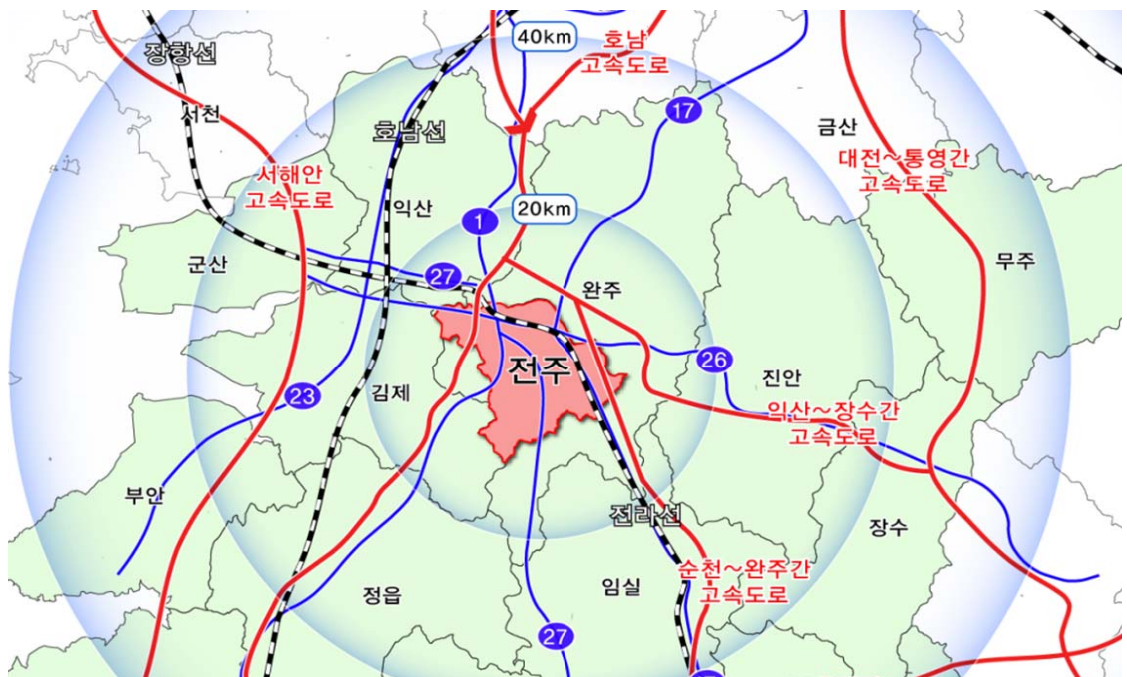 40km
호남
고속도로
장항선
17
서천
호남선
금산
대전~통영간
고속도로
서해안
고속도로
익산
20km
1
무주
군산
27
완주
전주
26
김제
진안
23
익산~장수간
고속도로
부안
전라선
장수
순천~완주간
고속도로
정읍
임실
27